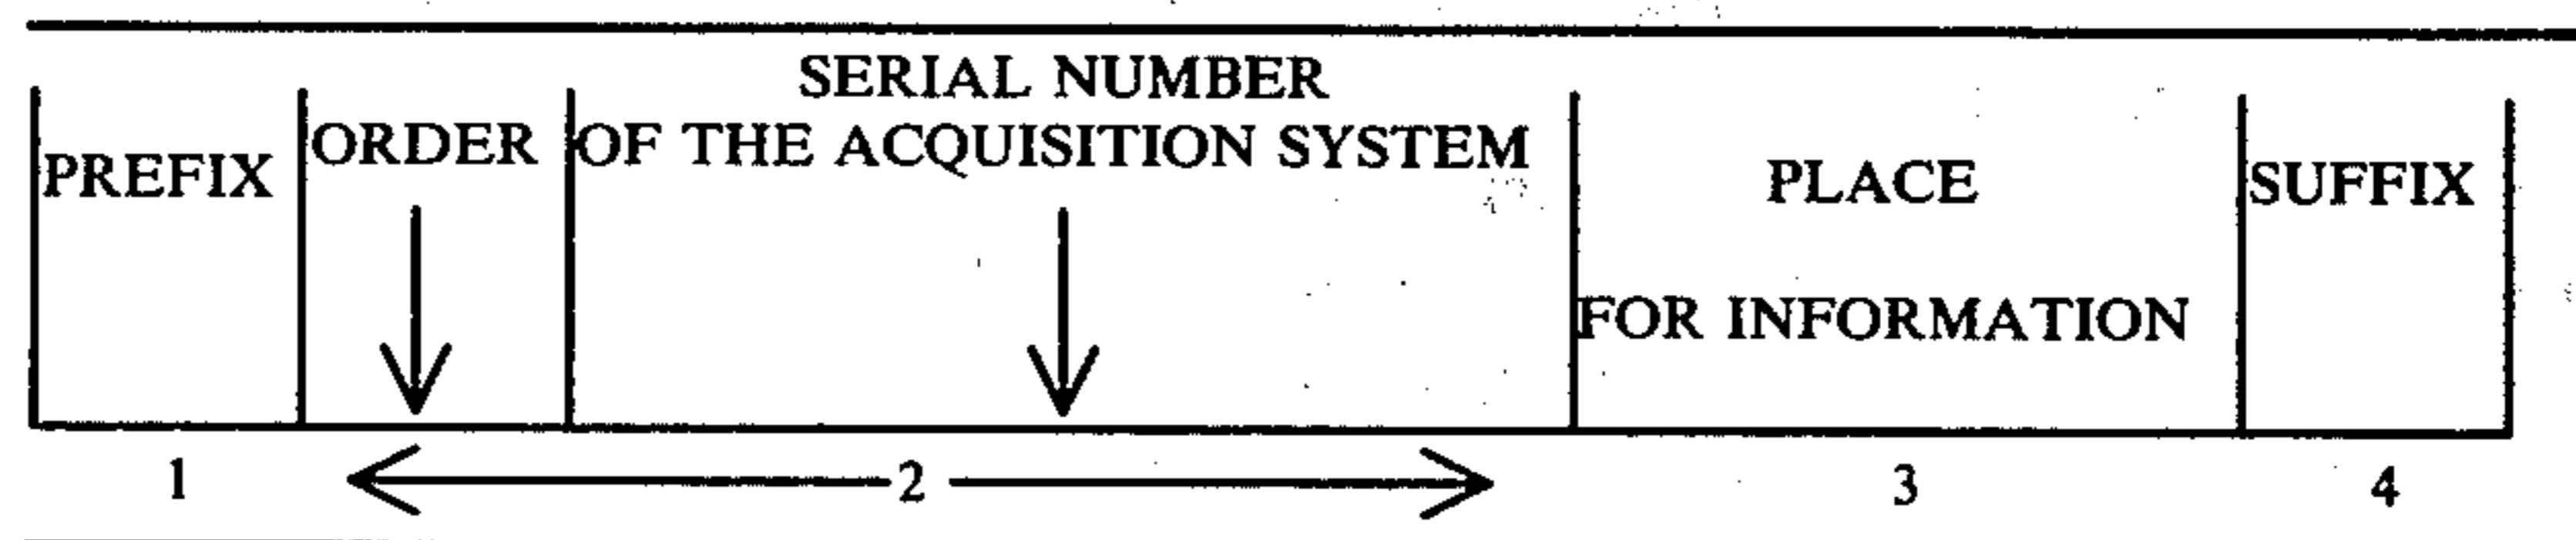 PREFIX
ORDER
SERIAL NUMBER
OF THE ACQUISITION SYSTEM
PLACE
FOR INFORMATION
SUFFIX
1
2
3
4